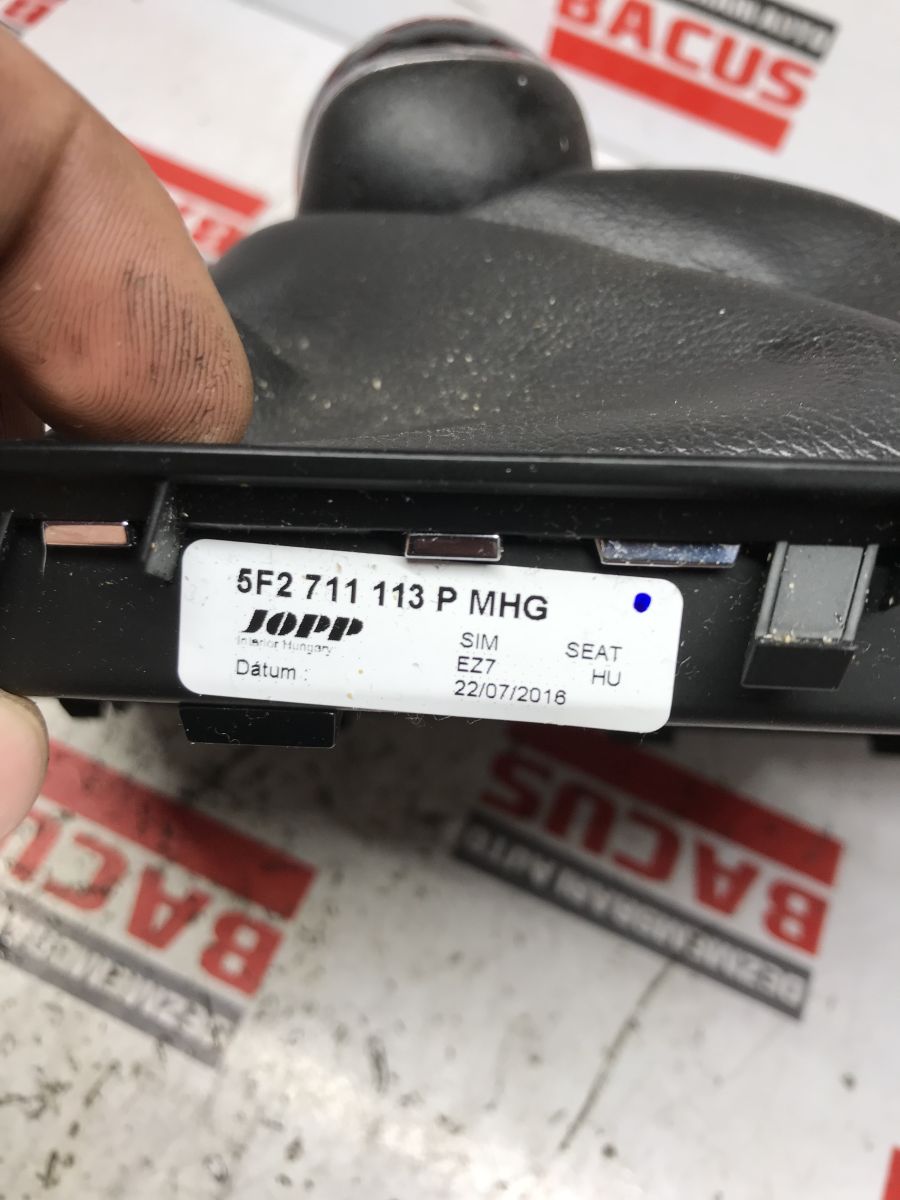 BACUS
5F2 711 113 P MHG
JOPP
Interior Hungary
SIM SEAT
EZ7 HU
Dátum : 22/07/2016
BACUS
DEZMEMBRARI AUTO
BACUS